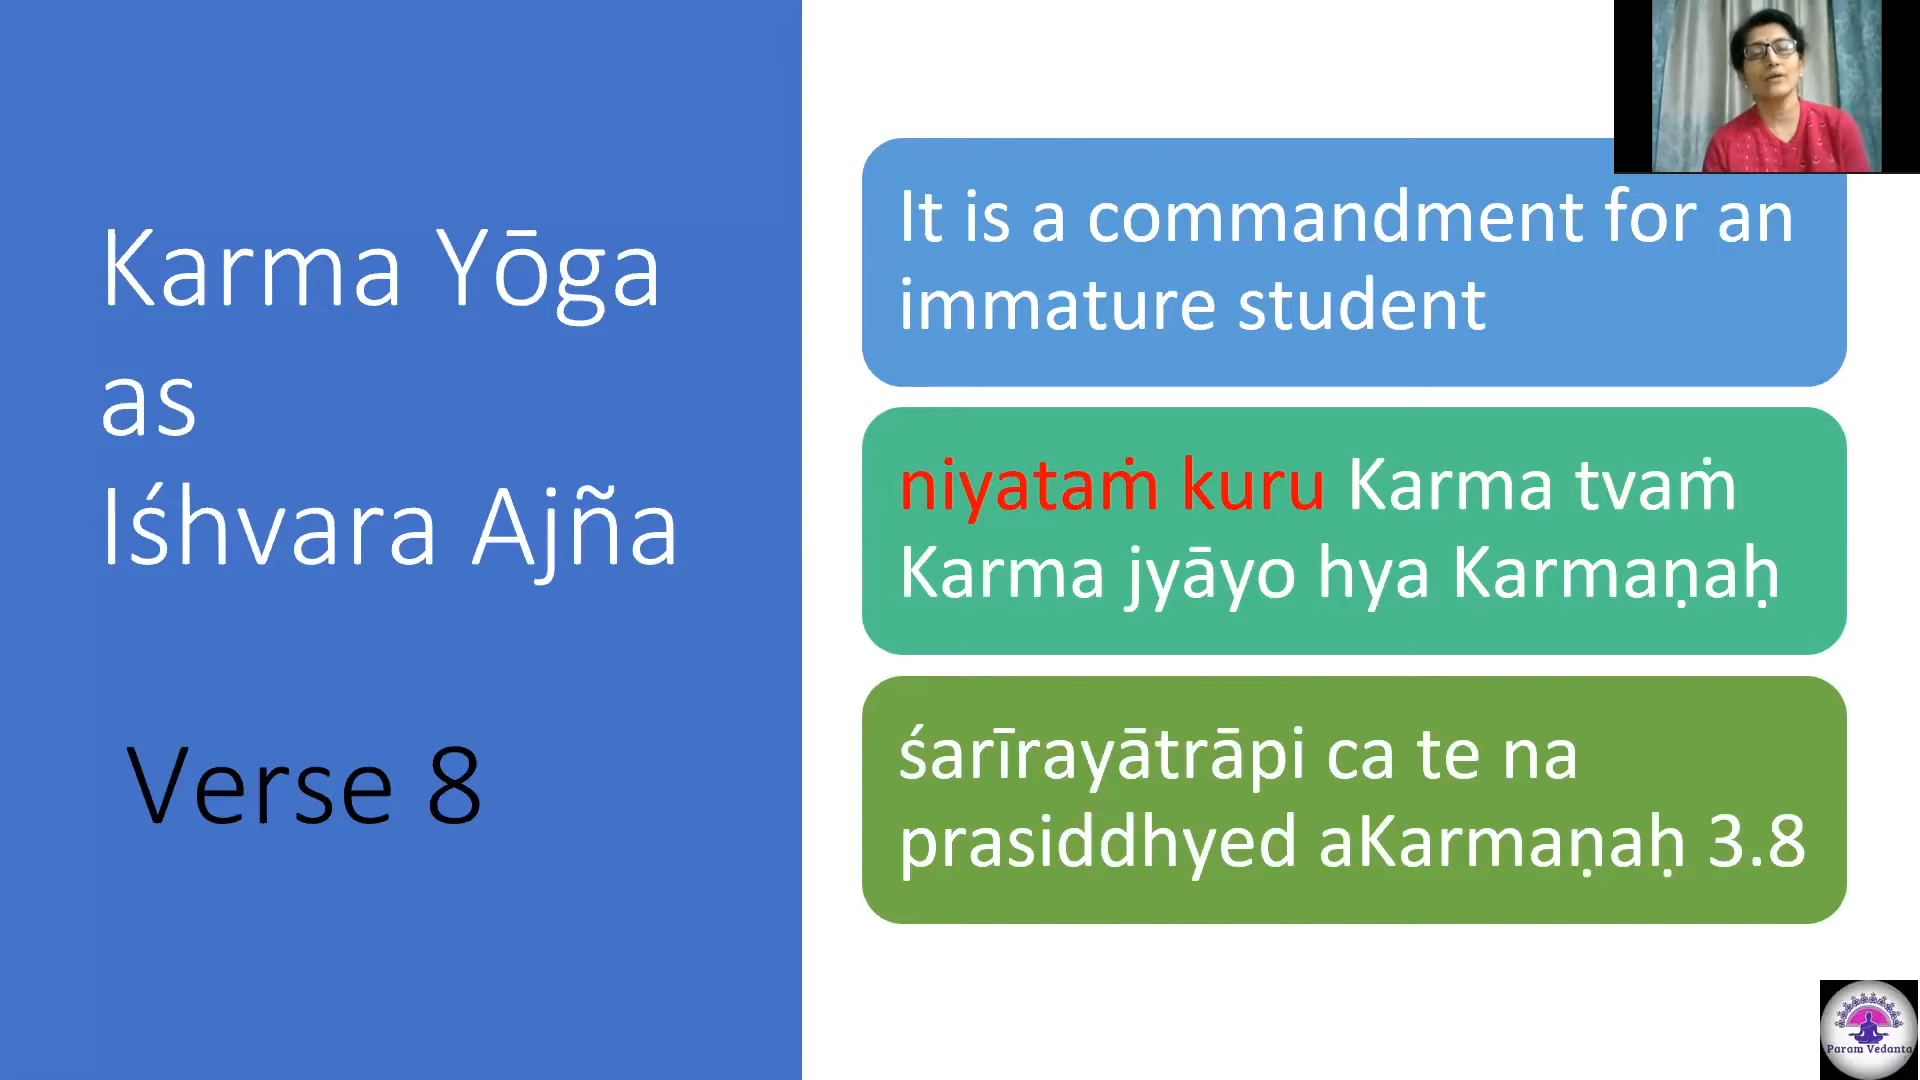 Karma Yōga
as
Iśhvara Ajña
Verse 8
It is a commandment for an
immature student
niyataṁ kuru Karma tvaṁ
Karma jyāyo hya Karmaṇaḥ
śarīrayātrāpi ca te na
prasiddhyed aKarmaṇaḥ 3.8
Param Vedanta